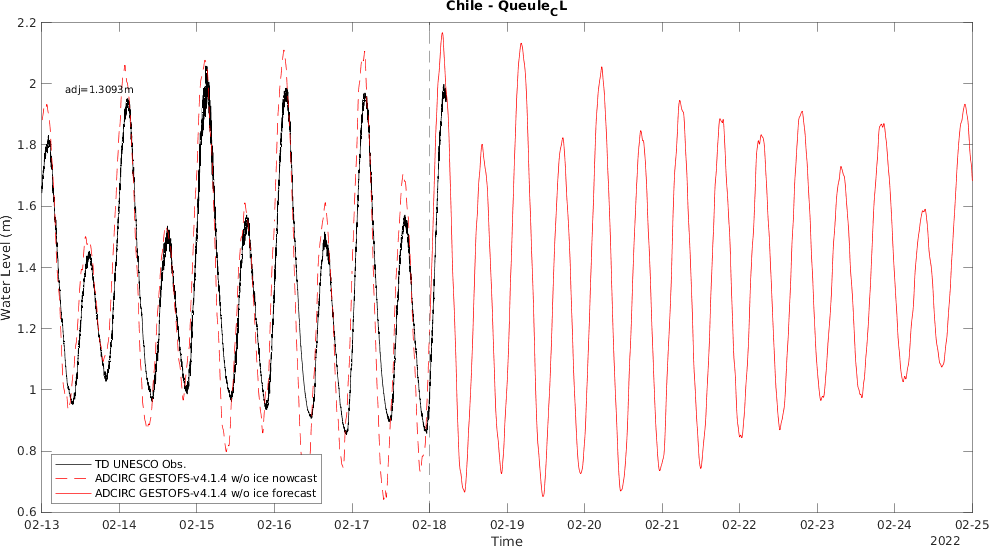 Chile - Queule_CL
2.2
2
1.8
1.6
1.4
1.2
1
0.8
0.6
Water Level (m)
adj=1.3093m
TD UNESCO Obs.
ADCIRC GESTOFS-v4.1.4 w/o ice nowcast
ADCIRC GESTOFS-v4.1.4 w/o ice forecast
02-13 02-14 02-15 02-16 02-17 02-18 02-19 02-20 02-21 02-22 02-23 02-24 02-25
Time
2022